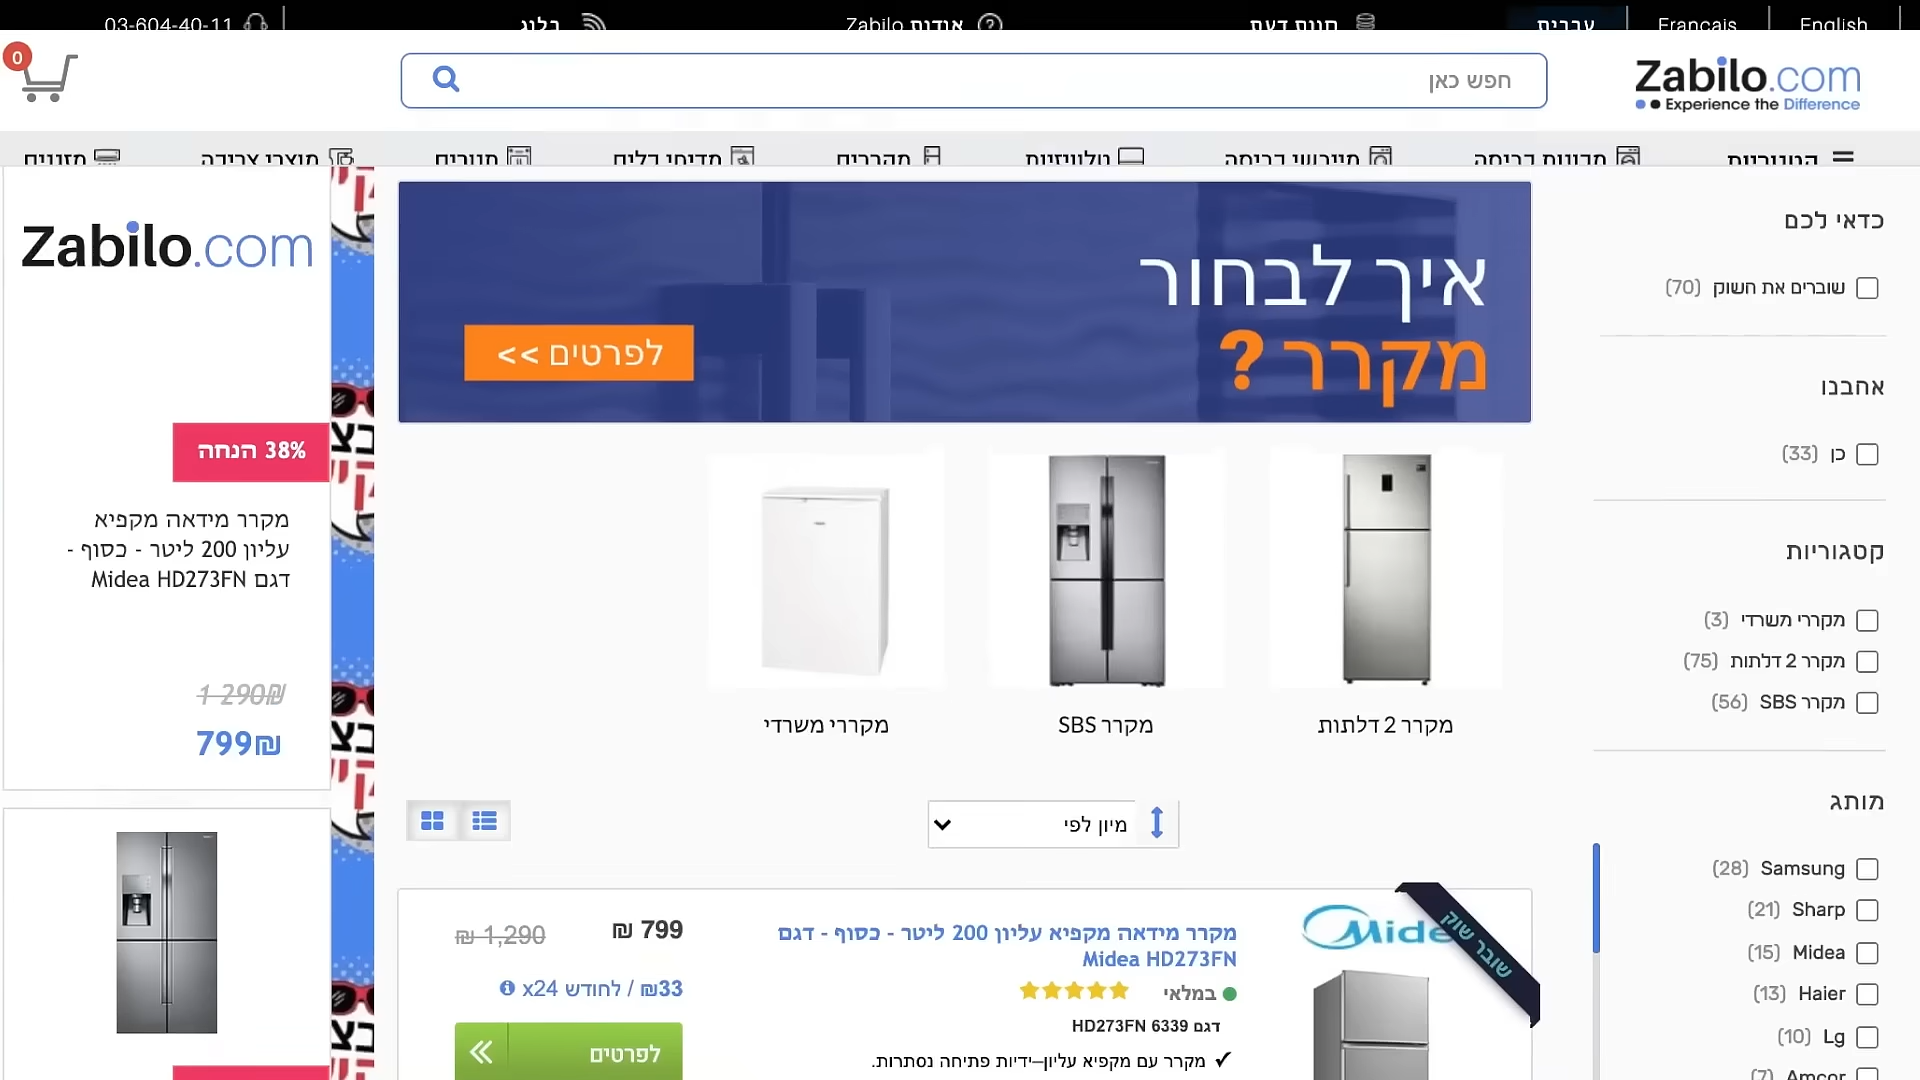 English
Français
עברית
חוות דעת
אודות Zabilo
בלוג
03-604-40-11
Zabilo.com
Experience the Difference
חפש כאן
0
קטגוריות
מכונות כביסה
מייבשי כביסה
טלוויזיות
מקררים
מדיחי כלים
תנורים
מוצרי צריכה
מזגנים
כדאי לכם
שוברים את השוק (70)
אחבנו
כן (33)
קטגוריות
מקררי משרדי (3)
מקרר 2 דלתות (75)
מקרר SBS (56)
מותג
Samsung (28)
Sharp (21)
Midea (15)
Haier (13)
Lg (10)
Amcor (7)
איך לבחור
מקרר ?
לפרטים >>
מקרר 2 דלתות
מקרר SBS
מקררי משרדי
מיון לפי
שובר שוק
מקרר מידאה מקפיא עליון 200 ליטר - כסוף - דגם
Midea HD273FN
במלאי
דגם HD273FN 6339
✓ מקרר עם מקפיא עליון–ידיות פתיחה נסתרות.
799 ₪
1,290 ₪
₪33 / לחודש x24
לפרטים
Zabilo.com
38% הנחה
מקרר מידאה מקפיא
עליון 200 ליטר - כסוף -
דגם Midea HD273FN
1 290₪
799₪